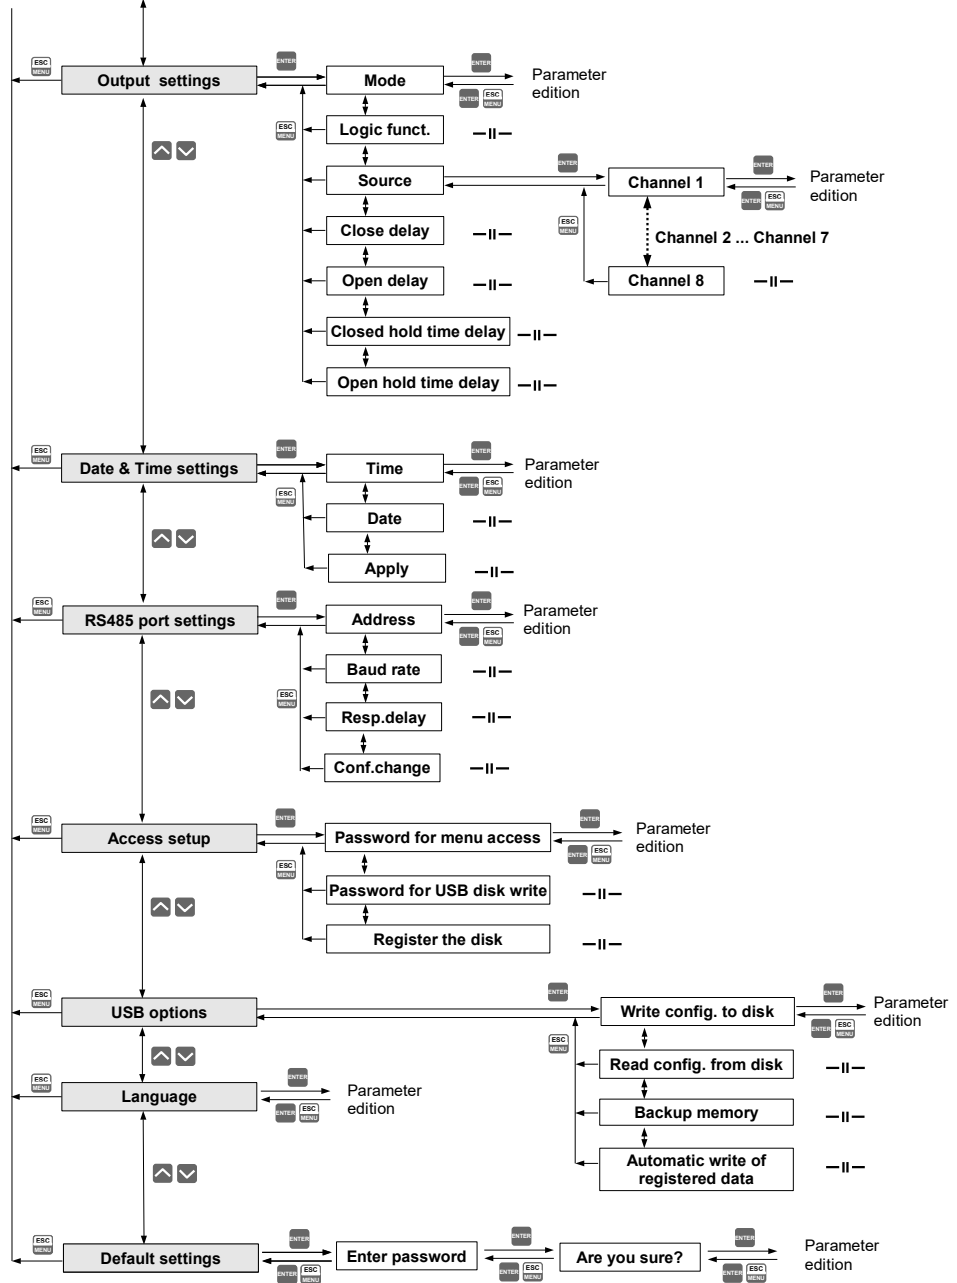 ESC
MENU
Output settings
ENTER
Mode
ENTER
ENTER
ESC
MENU
Parameter
edition
ESC
MENU
Logic funct.
—II—
Source
ENTER
Channel 1
ENTER
ENTER
ESC
MENU
Parameter
edition
ESC
MENU
Close delay
—II—
Channel 2 ... Channel 7
Open delay
—II—
Channel 8
—II—
Closed hold time delay
—II—
Open hold time delay
—II—
ESC
MENU
Date & Time settings
ENTER
Time
ENTER
ENTER
ESC
MENU
Parameter
edition
ESC
MENU
Date
—II—
Apply
—II—
ESC
MENU
RS485 port settings
ENTER
Address
ENTER
ENTER
ESC
MENU
Parameter
edition
Baud rate
—II—
ESC
MENU
Resp.delay
—II—
Conf.change
—II—
ESC
MENU
Access setup
ENTER
Password for menu access
ENTER
ENTER
ESC
MENU
Parameter
edition
ESC
MENU
Password for USB disk write
—II—
Register the disk
—II—
ESC
MENU
USB options
ENTER
Write config. to disk
ENTER
ENTER
ESC
MENU
Parameter
edition
ESC
MENU
Read config. from disk
—II—
ESC
MENU
Language
ENTER
ENTER
ESC
MENU
Parameter
edition
Backup memory
—II—
Automatic write of
registered data
—II—
ESC
MENU
Default settings
ENTER
ENTER
ESC
MENU
Enter password
ENTER
ENTER
ESC
MENU
Are you sure?
ENTER
ENTER
ESC
MENU
Parameter
edition